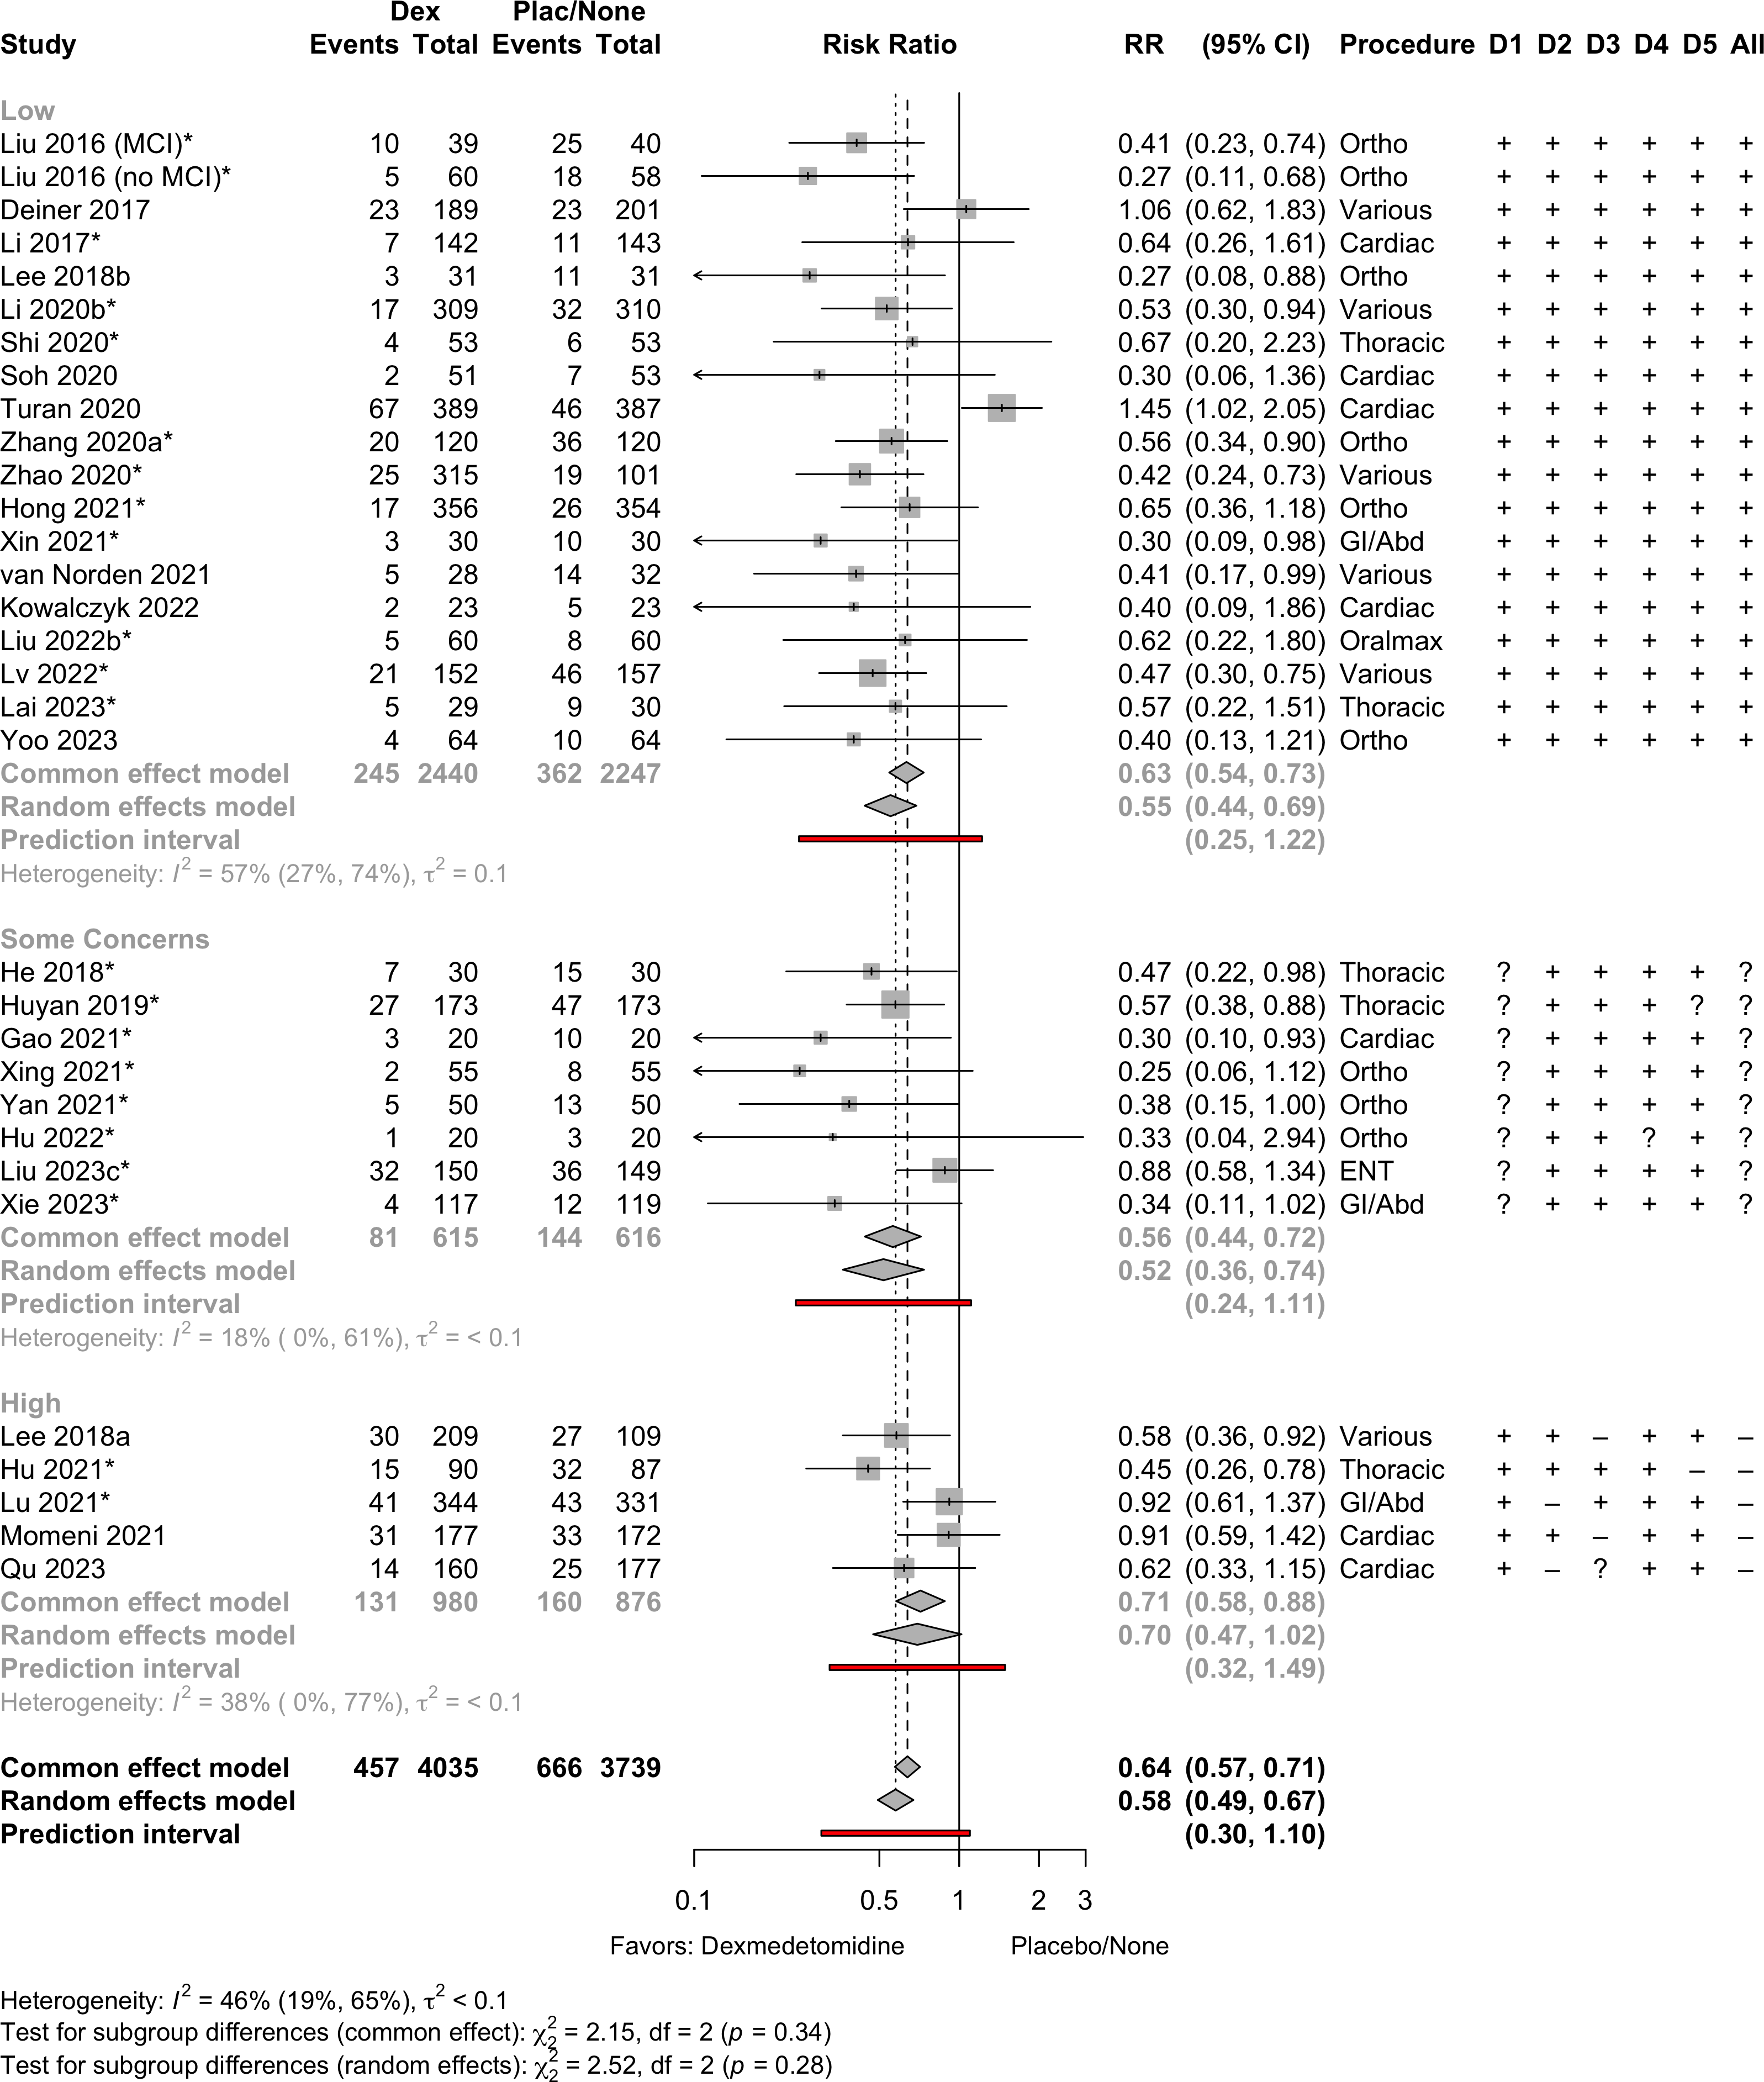 Dex Plac/None
Study Events Total Events Total Risk Ratio RR (95% CI) Procedure D1 D2 D3 D4 D5 All
Low
Liu 2016 (MCI)* 10 39 25 40 0.41 (0.23, 0.74) Ortho + + + + + +
Liu 2016 (no MCI)* 5 60 18 58 0.27 (0.11, 0.68) Ortho + + + + + +
Deiner 2017 23 189 23 201 1.06 (0.62, 1.83) Various + + + + + +
Li 2017* 7 142 11 143 0.64 (0.26, 1.61) Cardiac + + + + + +
Lee 2018b 3 31 11 31 0.27 (0.08, 0.88) Ortho + + + + + +
Li 2020b* 17 309 32 310 0.53 (0.30, 0.94) Various + + + + + +
Shi 2020* 4 53 6 53 0.67 (0.20, 2.23) Thoracic + + + + + +
Soh 2020 2 51 7 53 0.30 (0.06, 1.36) Cardiac + + + + + +
Turan 2020 67 389 46 387 1.45 (1.02, 2.05) Cardiac + + + + + +
Zhang 2020a* 20 120 36 120 0.56 (0.34, 0.90) Ortho + + + + + +
Zhao 2020* 25 315 19 101 0.42 (0.24, 0.73) Various + + + + + +
Hong 2021* 17 356 26 354 0.65 (0.36, 1.18) Ortho + + + + + +
Xin 2021* 3 30 10 30 0.30 (0.09, 0.98) GI/Abd + + + + + +
van Norden 2021 5 28 14 32 0.41 (0.17, 0.99) Various + + + + + +
Kowalczyk 2022 2 23 5 23 0.40 (0.09, 1.86) Cardiac + + + + + +
Liu 2022b* 5 60 8 60 0.62 (0.22, 1.80) Oralmax + + + + + +
Lv 2022* 21 152 46 157 0.47 (0.30, 0.75) Various + + + + + +
Lai 2023* 5 29 9 30 0.57 (0.22, 1.51) Thoracic + + + + + +
Yoo 2023 4 64 10 64 0.40 (0.13, 1.21) Ortho + + + + + +
Common effect model 245 2440 362 2247 0.63 (0.54, 0.73)
Random effects model 0.55 (0.44, 0.69)
Prediction interval (0.25, 1.22)
Heterogeneity: I² = 57% (27%, 74%), τ² = 0.1
Some Concerns
He 2018* 7 30 15 30 0.47 (0.22, 0.98) Thoracic ? + + + + ?
Huyan 2019* 27 173 47 173 0.57 (0.38, 0.88) Thoracic ? + + + ? ?
Gao 2021* 3 20 10 20 0.30 (0.10, 0.93) Cardiac ? + + + + ?
Xing 2021* 2 55 8 55 0.25 (0.06, 1.12) Ortho ? + + + + ?
Yan 2021* 5 50 13 50 0.38 (0.15, 1.00) Ortho ? + + + + ?
Hu 2022* 1 20 3 20 0.33 (0.04, 2.94) Ortho ? + + ? + ?
Liu 2023c* 32 150 36 149 0.88 (0.58, 1.34) ENT ? + + + + ?
Xie 2023* 4 117 12 119 0.34 (0.11, 1.02) GI/Abd ? + + + + ?
Common effect model 81 615 144 616 0.56 (0.44, 0.72)
Random effects model 0.52 (0.36, 0.74)
Prediction interval (0.24, 1.11)
Heterogeneity: I² = 18% ( 0%, 61%), τ² = < 0.1
High
Lee 2018a 30 209 27 109 0.58 (0.36, 0.92) Various + + – + + –
Hu 2021* 15 90 32 87 0.45 (0.26, 0.78) Thoracic + + + + – –
Lu 2021* 41 344 43 331 0.92 (0.61, 1.37) GI/Abd + – + + + –
Momeni 2021 31 177 33 172 0.91 (0.59, 1.42) Cardiac + + – + + –
Qu 2023 14 160 25 177 0.62 (0.33, 1.15) Cardiac + – ? + + –
Common effect model 131 980 160 876 0.71 (0.58, 0.88)
Random effects model 0.70 (0.47, 1.02)
Prediction interval (0.32, 1.49)
Heterogeneity: I² = 38% ( 0%, 77%), τ² = < 0.1
Common effect model 457 4035 666 3739 0.64 (0.57, 0.71)
Random effects model 0.58 (0.49, 0.67)
Prediction interval (0.30, 1.10)
0.1 0.5 1 2 3
Favors: Dexmedetomidine Placebo/None
Heterogeneity: I² = 46% (19%, 65%), τ² < 0.1
Test for subgroup differences (common effect): χ²₂ = 2.15, df = 2 (p = 0.34)
Test for subgroup differences (random effects): χ²₂ = 2.52, df = 2 (p = 0.28)